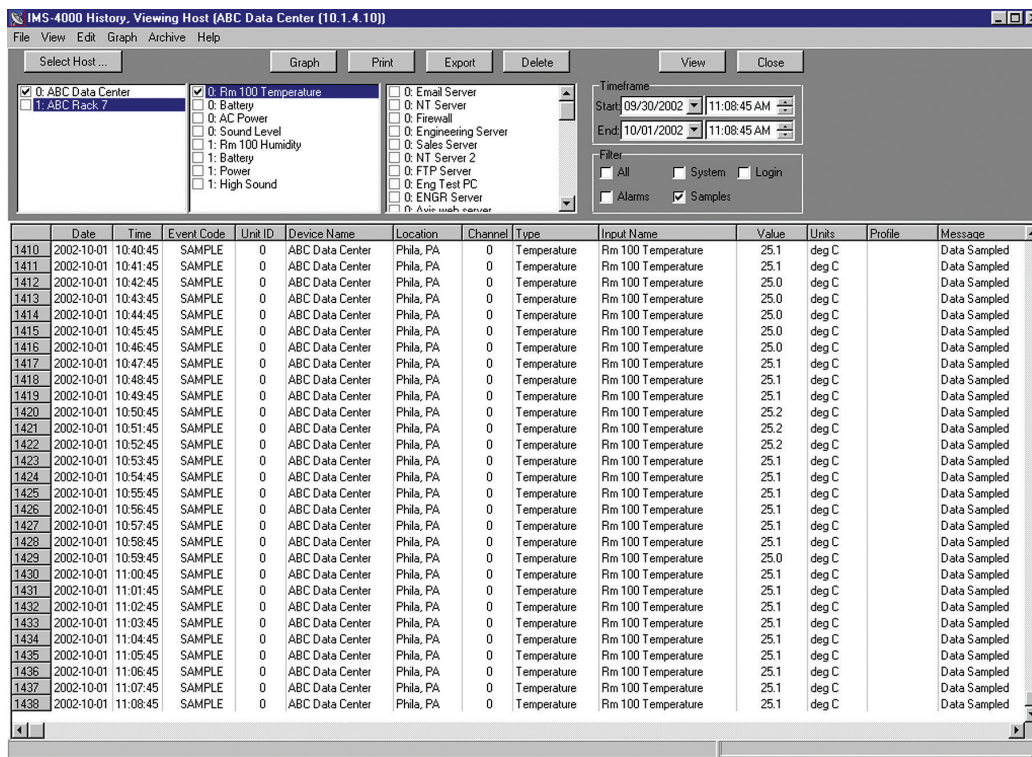 IMS-4000 History, Viewing Host (ABC Data Center (10.1.4.10))
File View Edit Graph Archive Help
Select Host ... Graph Print Export Delete View Close
0: ABC Data Center
1: ABC Rack 7
0: Rm 100 Temperature
0: Battery
0: AC Power
0: Sound Level
1: Rm 100 Humidity
1: Battery
1: Power
1: High Sound
0: Email Server
0: NT Server
0: Firewall
0: Engineering Server
0: Sales Server
0: NT Server 2
0: FTP Server
0: Eng Test PC
0: ENGR Server
0: Axis web server
Timeframe
Start: 09/30/2002 11:08:45 AM
End: 10/01/2002 11:08:45 AM
Filter
All System Login
Alarms Samples
Date Time Event Code Unit ID Device Name Location Channel Type Input Name Value Units Profile Message
1410 2002-10-01 10:40:45 SAMPLE 0 ABC Data Center Phila, PA 0 Temperature Rm 100 Temperature 25.1 deg C Data Sampled
1411 2002-10-01 10:41:45 SAMPLE 0 ABC Data Center Phila, PA 0 Temperature Rm 100 Temperature 25.1 deg C Data Sampled
1412 2002-10-01 10:42:45 SAMPLE 0 ABC Data Center Phila, PA 0 Temperature Rm 100 Temperature 25.0 deg C Data Sampled
1413 2002-10-01 10:43:45 SAMPLE 0 ABC Data Center Phila, PA 0 Temperature Rm 100 Temperature 25.0 deg C Data Sampled
1414 2002-10-01 10:44:45 SAMPLE 0 ABC Data Center Phila, PA 0 Temperature Rm 100 Temperature 25.0 deg C Data Sampled
1415 2002-10-01 10:45:45 SAMPLE 0 ABC Data Center Phila, PA 0 Temperature Rm 100 Temperature 25.0 deg C Data Sampled
1416 2002-10-01 10:46:45 SAMPLE 0 ABC Data Center Phila, PA 0 Temperature Rm 100 Temperature 25.0 deg C Data Sampled
1417 2002-10-01 10:47:45 SAMPLE 0 ABC Data Center Phila, PA 0 Temperature Rm 100 Temperature 25.1 deg C Data Sampled
1418 2002-10-01 10:48:45 SAMPLE 0 ABC Data Center Phila, PA 0 Temperature Rm 100 Temperature 25.1 deg C Data Sampled
1419 2002-10-01 10:49:45 SAMPLE 0 ABC Data Center Phila, PA 0 Temperature Rm 100 Temperature 25.1 deg C Data Sampled
1420 2002-10-01 10:50:45 SAMPLE 0 ABC Data Center Phila, PA 0 Temperature Rm 100 Temperature 25.2 deg C Data Sampled
1421 2002-10-01 10:51:45 SAMPLE 0 ABC Data Center Phila, PA 0 Temperature Rm 100 Temperature 25.2 deg C Data Sampled
1422 2002-10-01 10:52:45 SAMPLE 0 ABC Data Center Phila, PA 0 Temperature Rm 100 Temperature 25.2 deg C Data Sampled
1423 2002-10-01 10:53:45 SAMPLE 0 ABC Data Center Phila, PA 0 Temperature Rm 100 Temperature 25.1 deg C Data Sampled
1424 2002-10-01 10:54:45 SAMPLE 0 ABC Data Center Phila, PA 0 Temperature Rm 100 Temperature 25.1 deg C Data Sampled
1425 2002-10-01 10:55:45 SAMPLE 0 ABC Data Center Phila, PA 0 Temperature Rm 100 Temperature 25.1 deg C Data Sampled
1426 2002-10-01 10:56:45 SAMPLE 0 ABC Data Center Phila, PA 0 Temperature Rm 100 Temperature 25.1 deg C Data Sampled
1427 2002-10-01 10:57:45 SAMPLE 0 ABC Data Center Phila, PA 0 Temperature Rm 100 Temperature 25.1 deg C Data Sampled
1428 2002-10-01 10:58:45 SAMPLE 0 ABC Data Center Phila, PA 0 Temperature Rm 100 Temperature 25.1 deg C Data Sampled
1429 2002-10-01 10:59:45 SAMPLE 0 ABC Data Center Phila, PA 0 Temperature Rm 100 Temperature 25.0 deg C Data Sampled
1430 2002-10-01 11:00:45 SAMPLE 0 ABC Data Center Phila, PA 0 Temperature Rm 100 Temperature 25.1 deg C Data Sampled
1431 2002-10-01 11:01:45 SAMPLE 0 ABC Data Center Phila, PA 0 Temperature Rm 100 Temperature 25.1 deg C Data Sampled
1432 2002-10-01 11:02:45 SAMPLE 0 ABC Data Center Phila, PA 0 Temperature Rm 100 Temperature 25.1 deg C Data Sampled
1433 2002-10-01 11:03:45 SAMPLE 0 ABC Data Center Phila, PA 0 Temperature Rm 100 Temperature 25.1 deg C Data Sampled
1434 2002-10-01 11:04:45 SAMPLE 0 ABC Data Center Phila, PA 0 Temperature Rm 100 Temperature 25.1 deg C Data Sampled
1435 2002-10-01 11:05:45 SAMPLE 0 ABC Data Center Phila, PA 0 Temperature Rm 100 Temperature 25.1 deg C Data Sampled
1436 2002-10-01 11:06:45 SAMPLE 0 ABC Data Center Phila, PA 0 Temperature Rm 100 Temperature 25.1 deg C Data Sampled
1437 2002-10-01 11:07:45 SAMPLE 0 ABC Data Center Phila, PA 0 Temperature Rm 100 Temperature 25.1 deg C Data Sampled
1438 2002-10-01 11:08:45 SAMPLE 0 ABC Data Center Phila, PA 0 Temperature Rm 100 Temperature 25.1 deg C Data Sampled